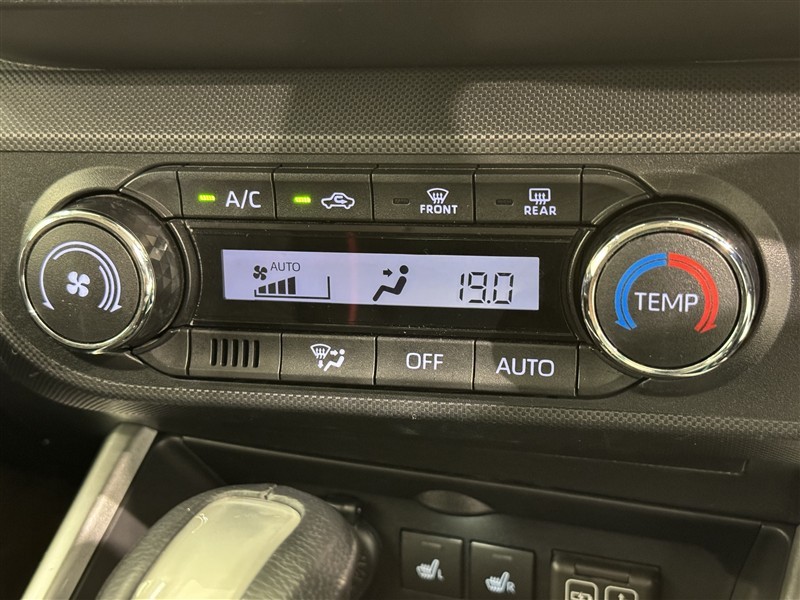 A/C
FRONT
REAR
AUTO
19.0
TEMP
OFF
AUTO
L
R